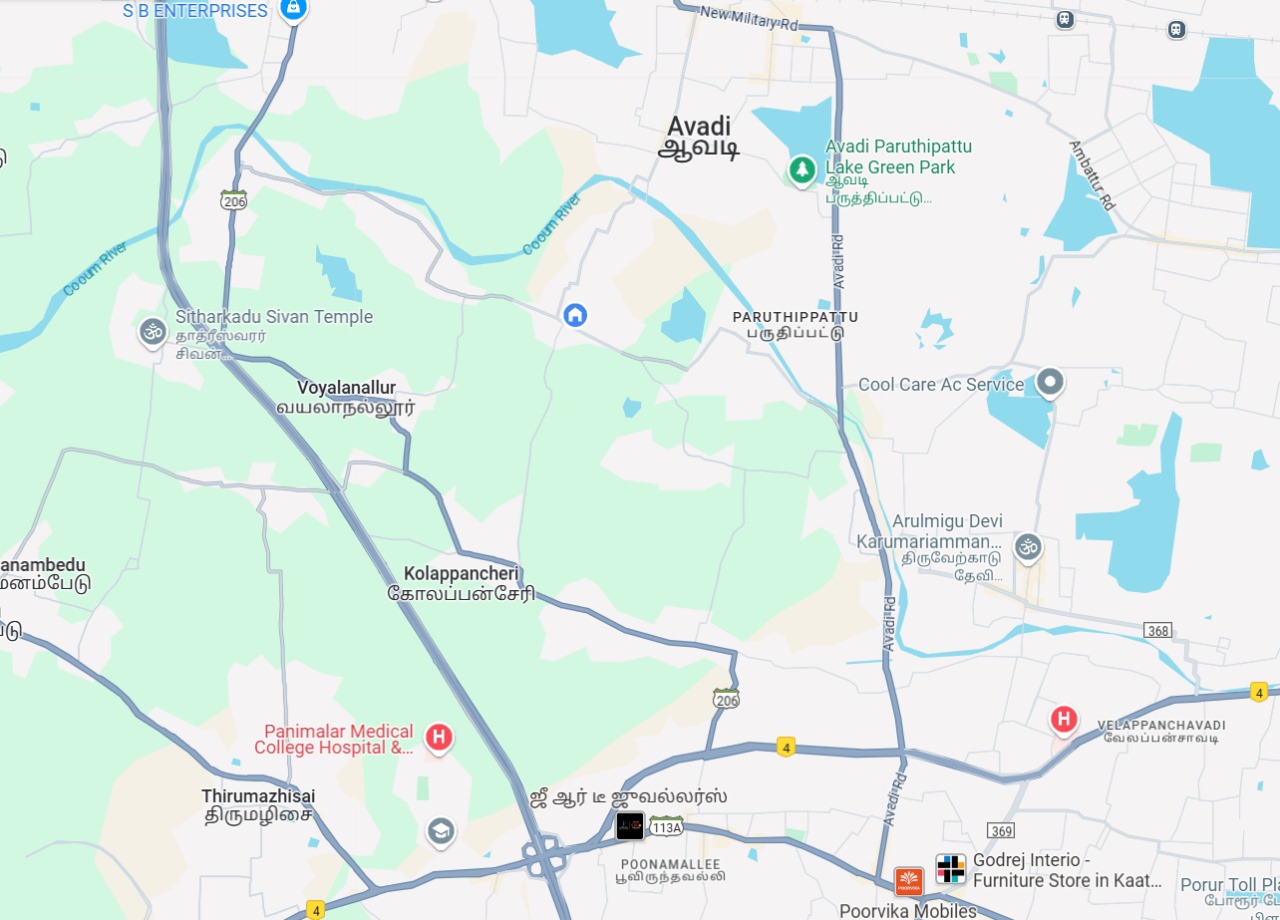 S B ENTERPRISES
New Military Rd
Avadi
ஆவடி
Ambattur Rd
Avadi Paruthipattu
Lake Green Park
ஆவடி
பருத்திப்பட்டு...
206
Cooum River
Cooum River
Avadi Rd
Sitharkadu Sivan Temple
தாத்ரீஸ்வரர்
சிவன்...
PARUTHIPPATTU
பருதிப்பட்டு
Voyalanallur
வயலாநல்லூர்
Cool Care Ac Service
Arulmigu Devi
Karumariamman...
திருவேற்காடு
தேவி...
anambedu
மேனம்பேடு
Kolappancheri
கோலப்பன்சேரி
Avadi Rd
368
206
4
4
Panimalar Medical
College Hospital &...
H
H
VELAPPANCHAVADI
வேலப்பன்சாவடி
Thirumazhisai
திருமழிசை
ஜீ ஆர் டீ ஜுவல்லர்ஸ்
113A
Avadi Rd
369
POONAMALLEE
பூவிருந்தவல்லி
Godrej Interio -
Furniture Store in Kaat...
POORVIKA
Poorvika Mobiles
Porur Toll Pla
4